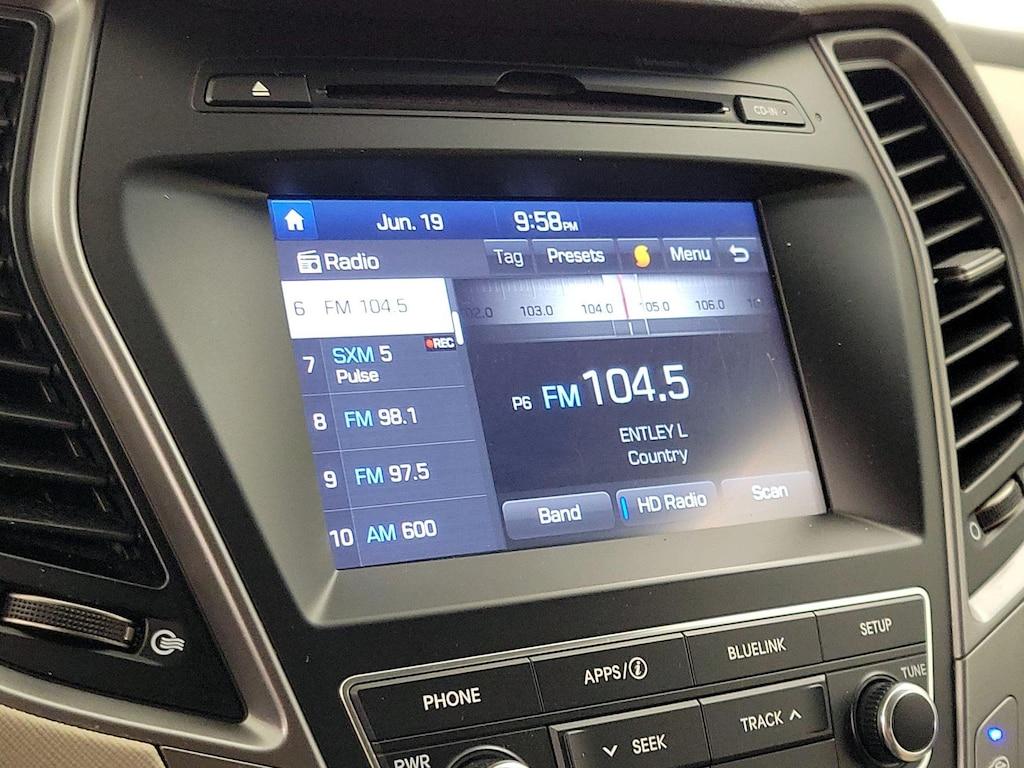 CD-IN
Jun. 19 9:58PM
Radio Tag Presets Menu
6 FM 104.5
103.0 104.0 105.0 106.0
REC
7 SXM 5
Pulse
8 FM 98.1
9 FM 97.5
10 AM 600
P6 FM 104.5
ENTLEY L
Country
Band HD Radio Scan
PHONE APPS/i BLUELINK SETUP
TUNE
PWR SEEK TRACK